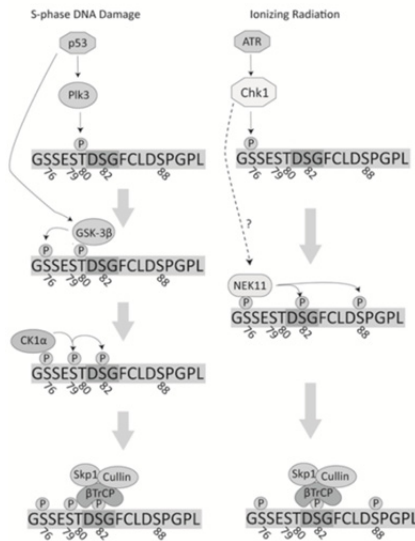 S-phase DNA Damage
p53
Plk3
P
GSSESTDSGFCLDSPGPL
76 79 80 82 88
GSK-3β
P P
GSSESTDSGFCLDSPGPL
76 79 80 82 88
CK1α
P P P
GSSESTDSGFCLDSPGPL
76 79 80 82 88
Skp1 Cullin
βTrCP
P P P
GSSESTDSGFCLDSPGPL
76 79 80 82 88
Ionizing Radiation
ATR
Chk1
P
GSSESTDSGFCLDSPGPL
76 79 80 82 88
?
NEK11
P P P
GSSESTDSGFCLDSPGPL
76 79 80 82 88
Skp1 Cullin
βTrCP
P P P
GSSESTDSGFCLDSPGPL
76 79 80 82 88